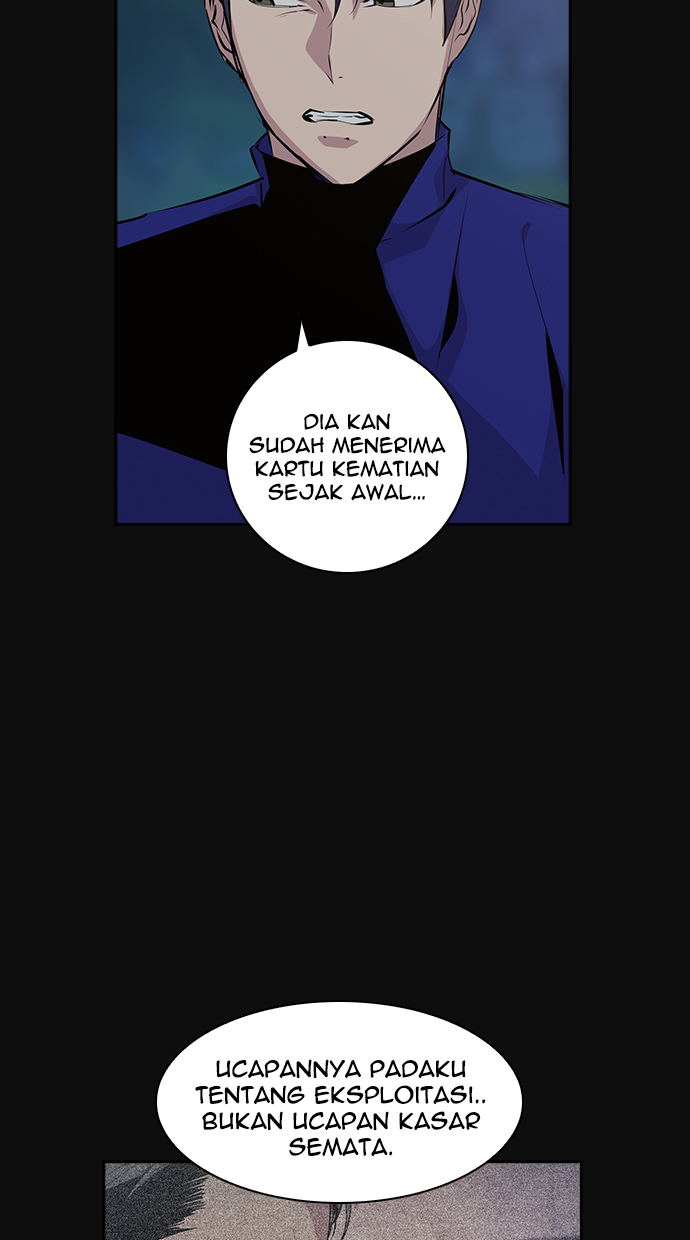 DIA KAN
SUDAH MENERIMA
KARTU KEMATIAN
SEJAK AWAL...
UCAPANNYA PADAKU
TENTANG EKSPLOITASI..
BUKAN UCAPAN KASAR
SEMATA.